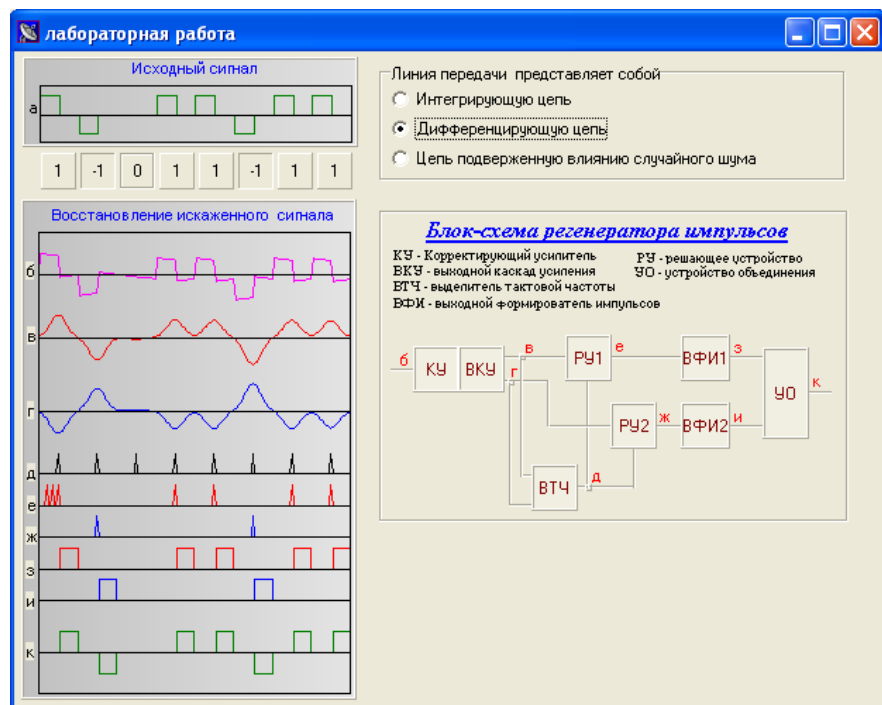 лабораторная работа
Исходный сигнал
а
1 -1 0 1 1 -1 1 1
Линия передачи представляет собой
Интегрирующую цепь
Дифференцирующую цепь
Цепь подверженную влиянию случайного шума
Восстановление искаженного сигнала
б
в
г
д
е
ж
з
и
к
Блок-схема регенератора импульсов
КУ - Корректирующий усилитель
ВКУ - выходной каскад усиления
ВТЧ - выделитель тактовой частоты
ВФИ - выходной формирователь импульсов
РУ - решающее устройство
УО - устройство объединения
б КУ ВКУ в г РУ1 е ВФИ1 з УО к
РУ2 ж ВФИ2 и
ВТЧ д